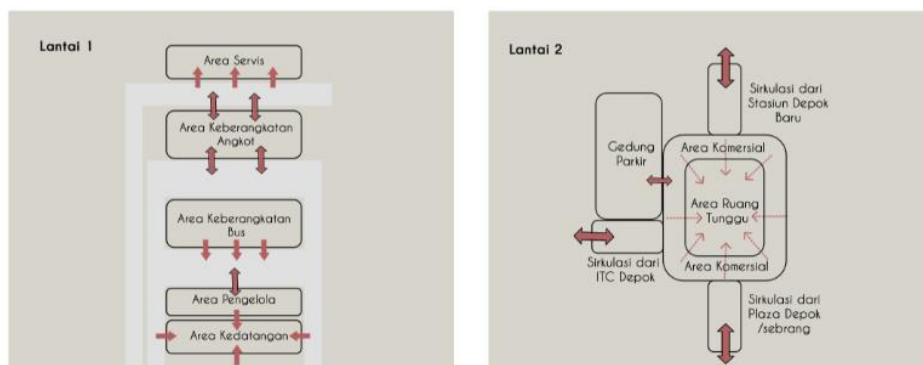 Lantai 1
Area Servis
Area Keberangkatan
Angkot
Area Keberangkatan
Bus
Area Pengelola
Area Kedatangan
Lantai 2
Sirkulasi dari
Stasiun Depok
Baru
Gedung
Parkir
Area Komersial
Area Ruang
Tunggu
Area Komersial
Sirkulasi dari
ITC Depok
Sirkulasi dari
Plaza Depok
/sebrang